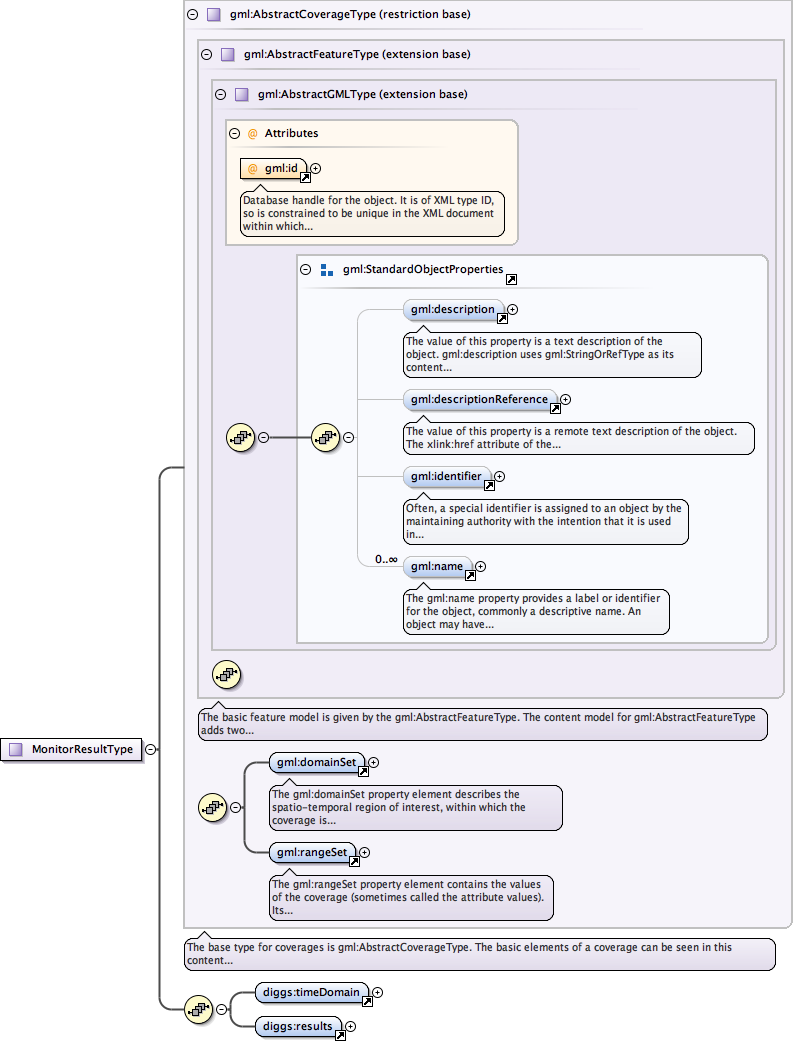 gml:AbstractCoverageType (restriction base)
gml:AbstractFeatureType (extension base)
gml:AbstractGMLType (extension base)
@ Attributes
@ gml:id
Database handle for the object. It is of XML type ID,
so is constrained to be unique in the XML document
within which...
gml:StandardObjectProperties
gml:description
The value of this property is a text description of the
object. gml:description uses gml:StringOrRefType as its
content...
gml:descriptionReference
The value of this property is a remote text description of the object.
The xlink:href attribute of the...
gml:identifier
Often, a special identifier is assigned to an object by the
maintaining authority with the intention that it is used
in...
0..∞
gml:name
The gml:name property provides a label or identifier
for the object, commonly a descriptive name. An
object may have...
The basic feature model is given by the gml:AbstractFeatureType. The content model for gml:AbstractFeatureType
adds two...
MonitorResultType
gml:domainSet
The gml:domainSet property element describes the
spatio-temporal region of interest, within which the
coverage is...
gml:rangeSet
The gml:rangeSet property element contains the values
of the coverage (sometimes called the attribute values).
Its...
The base type for coverages is gml:AbstractCoverageType. The basic elements of a coverage can be seen in this
content...
diggs:timeDomain
diggs:results